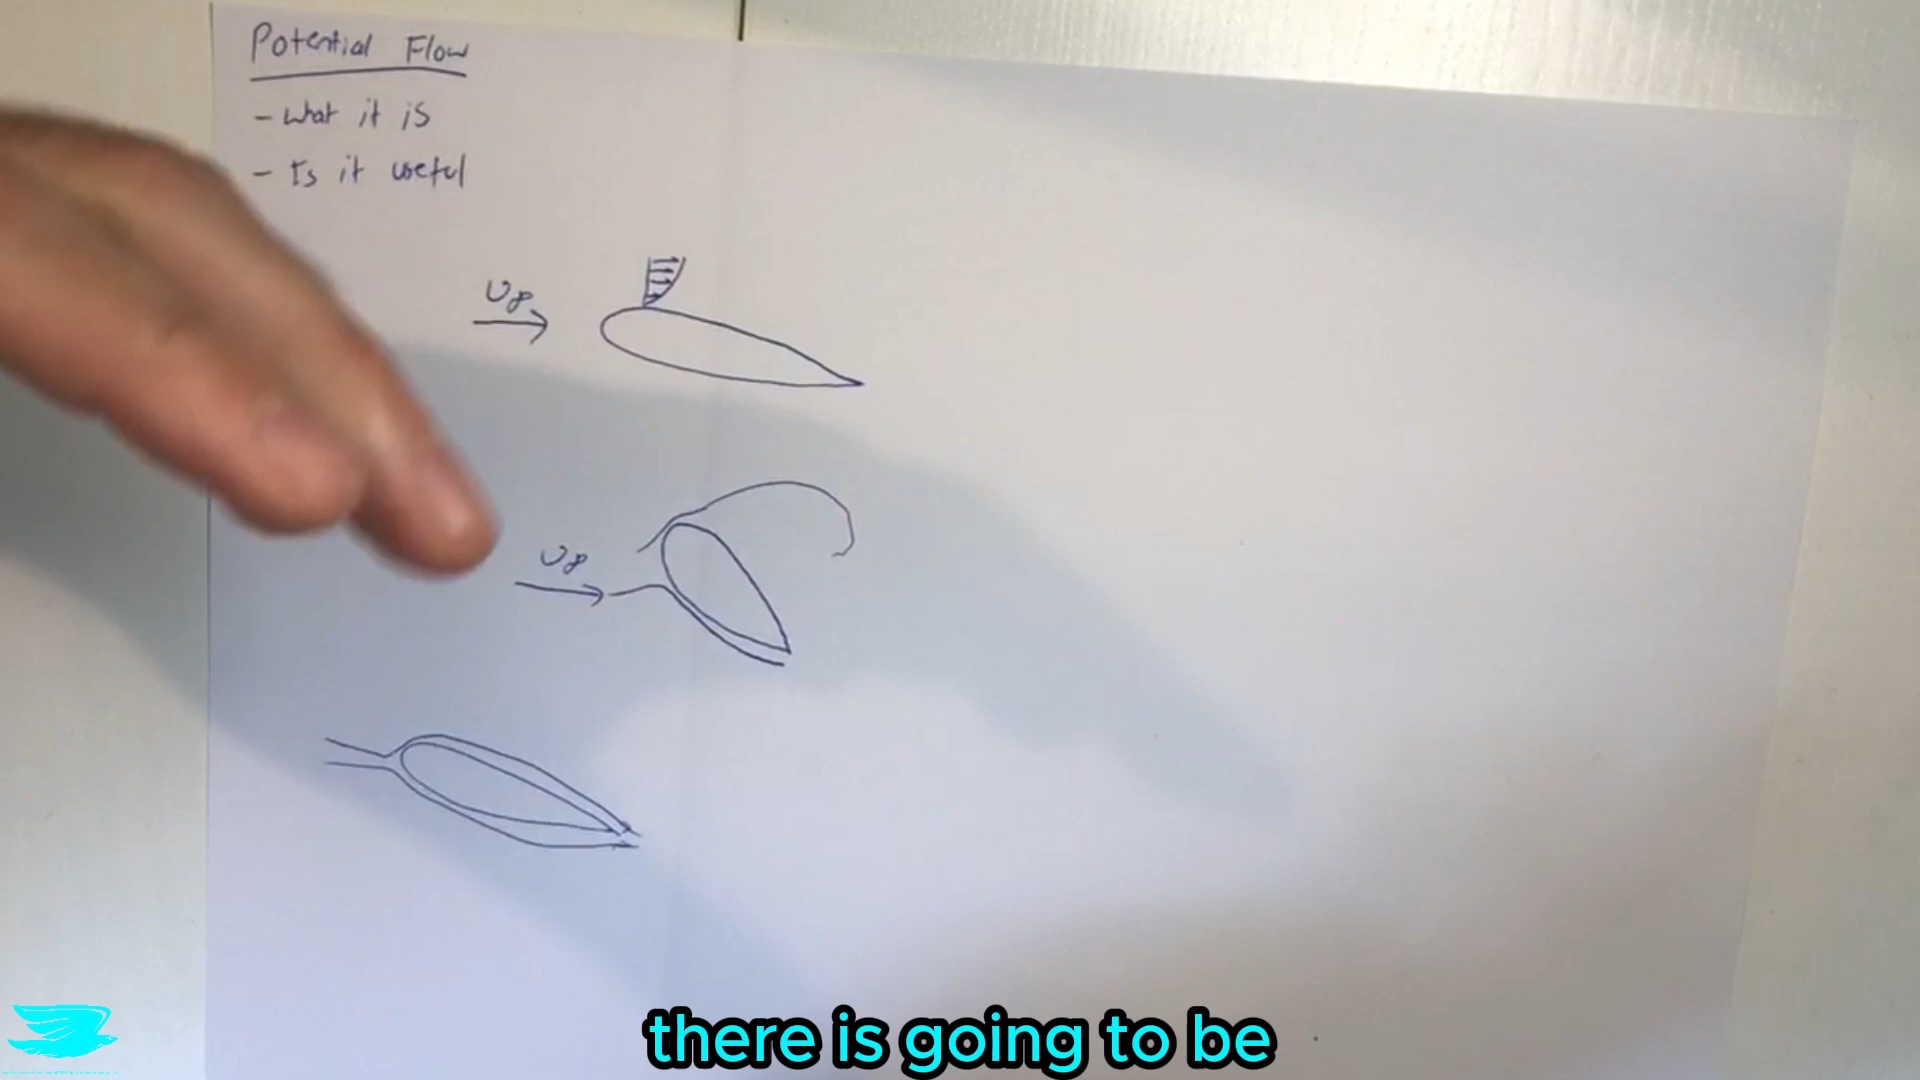 Potential Flow
- What it is
- Is it useful
U∞
U∞
there is going to be